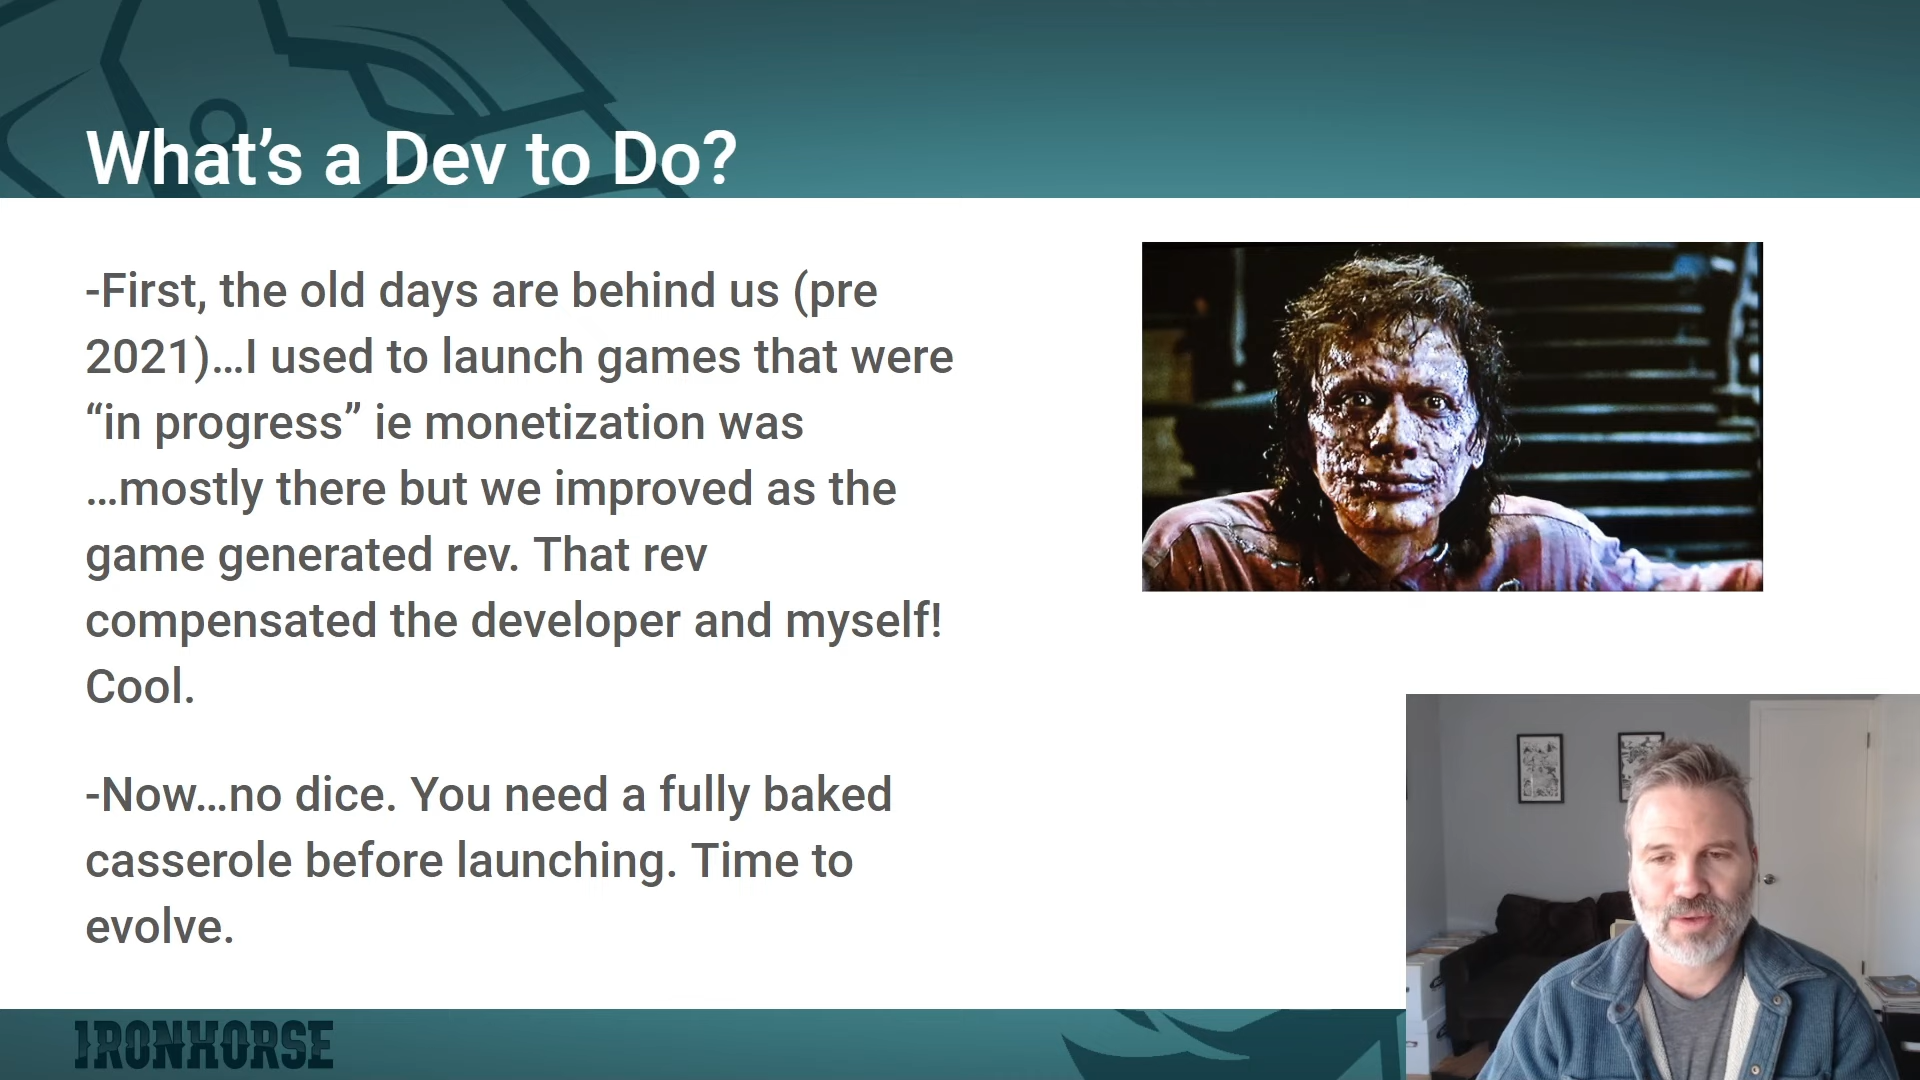 What’s a Dev to Do?
-First, the old days are behind us (pre
2021)…I used to launch games that were
“in progress” ie monetization was
…mostly there but we improved as the
game generated rev. That rev
compensated the developer and myself!
Cool.
-Now…no dice. You need a fully baked
casserole before launching. Time to
evolve.
IRONHORSE